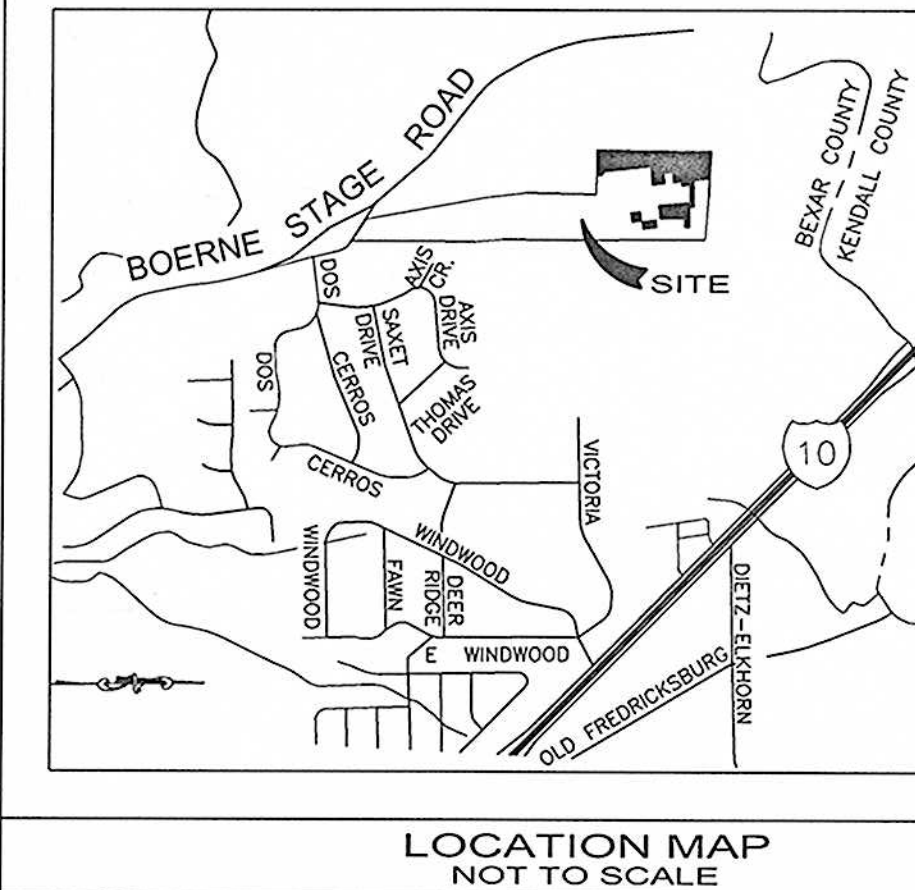 BOERNE STAGE ROAD
BEXAR COUNTY
KENDALL COUNTY
SITE
DOS
AXIS
CR.
AXIS
DRIVE
SAXET
DRIVE
DOS
CERROS
THOMAS
DRIVE
10
CERROS
VICTORIA
WINDWOOD
WINDWOOD
FAWN
DEER
RIDGE
DIETZ-ELKHORN
E WINDWOOD
OLD FREDRICKSBURG
LOCATION MAP
NOT TO SCALE